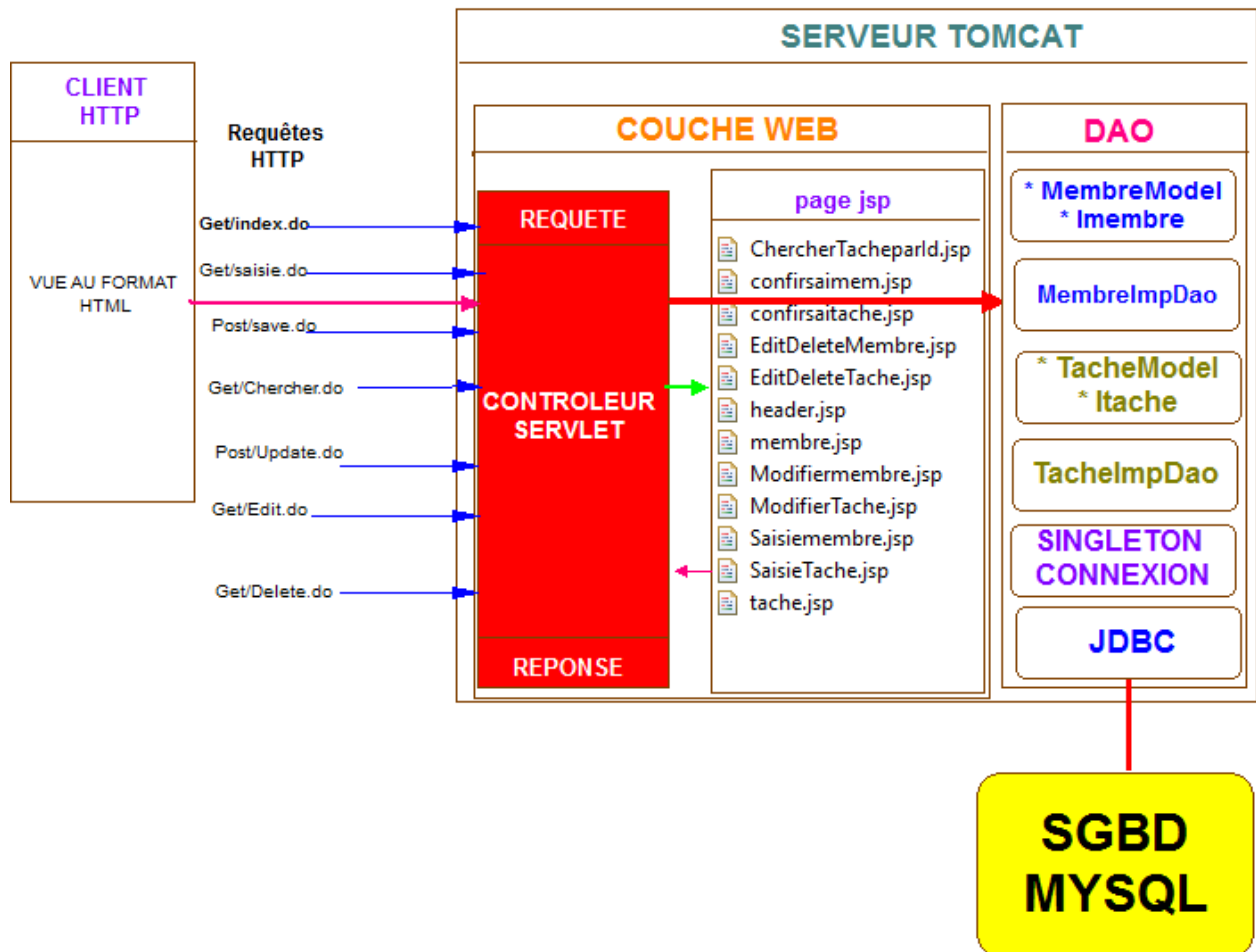 SERVEUR TOMCAT
CLIENT
HTTP
VUE AU FORMAT
HTML
Requêtes
HTTP
Get/index.do
Get/saisie.do
Post/save.do
Get/Chercher.do
Post/Update.do
Get/Edit.do
Get/Delete.do
COUCHE WEB
REQUETE
CONTROLEUR
SERVLET
REPONSE
page jsp
ChercherTacheparId.jsp
confirsaimem.jsp
confirsaitache.jsp
EditDeleteMembre.jsp
EditDeleteTache.jsp
header.jsp
membre.jsp
Modifiermembre.jsp
ModifierTache.jsp
Saisiemembre.jsp
SaisieTache.jsp
tache.jsp
DAO
* MembreModel
* Imembre
MembreImpDao
* TacheModel
* Itache
TacheImpDao
SINGLETON
CONNEXION
JDBC
SGBD
MYSQL